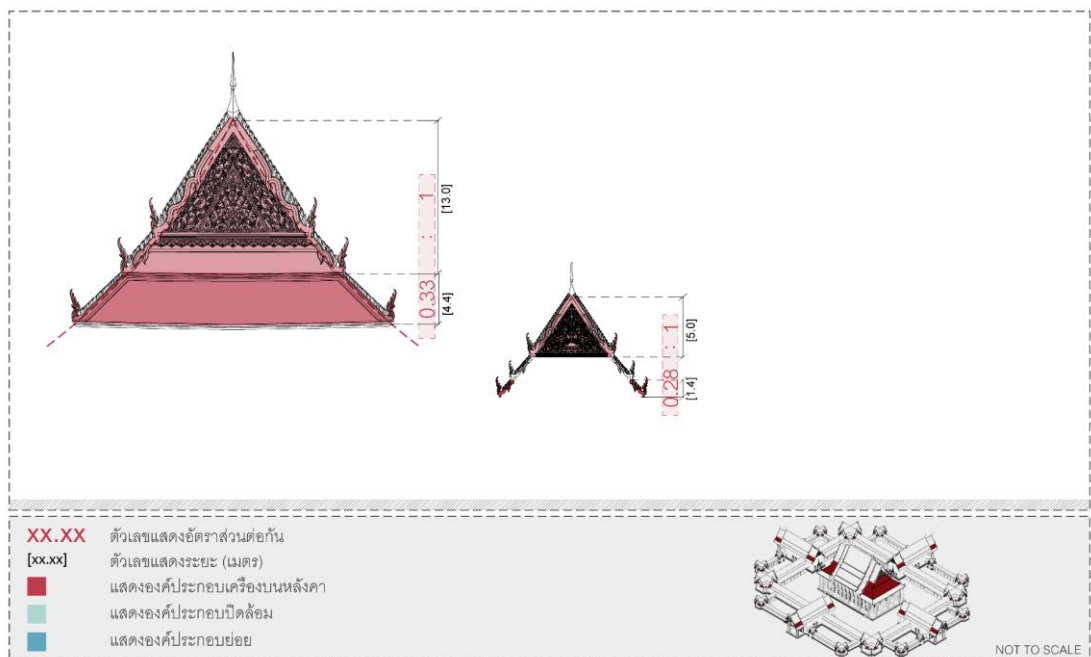 0.33 : 1
[13.0]
[4.4]
0.28 : 1
[5.0]
[1.4]
XX.XX ตัวเลขแสดงอัตราส่วนต่อกัน
[xx.xx] ตัวเลขแสดงระยะ (เมตร)
แสดงองค์ประกอบเครื่องบนหลังคา
แสดงองค์ประกอบปิดล้อม
แสดงองค์ประกอบย่อย
NOT TO SCALE